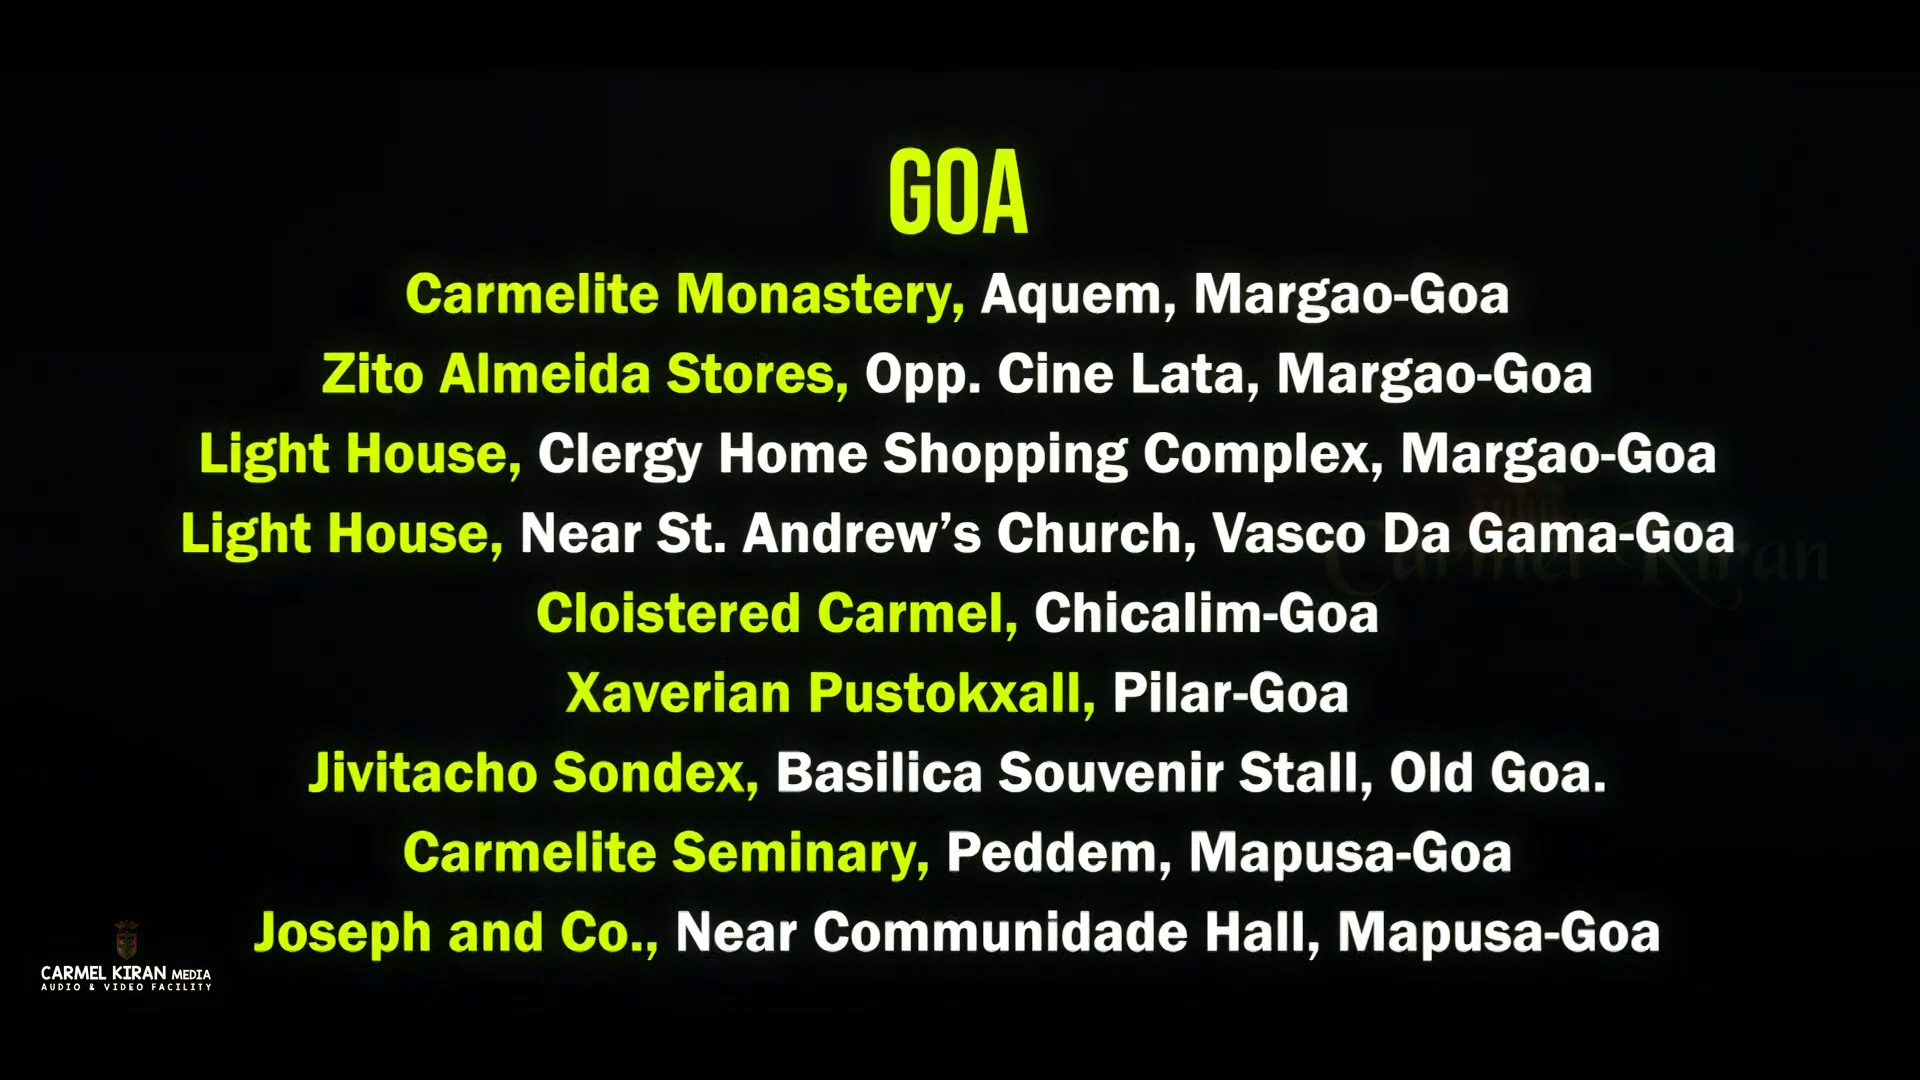 GOA
Carmelite Monastery, Aquem, Margao-Goa
Zito Almeida Stores, Opp. Cine Lata, Margao-Goa
Light House, Clergy Home Shopping Complex, Margao-Goa
Light House, Near St. Andrew’s Church, Vasco Da Gama-Goa
Carmel Kiran
Cloistered Carmel, Chicalim-Goa
Xaverian Pustokxall, Pilar-Goa
Jivitacho Sondex, Basilica Souvenir Stall, Old Goa.
Carmelite Seminary, Peddem, Mapusa-Goa
Joseph and Co., Near Communidade Hall, Mapusa-Goa
CARMEL KIRAN MEDIA
AUDIO & VIDEO FACILITY